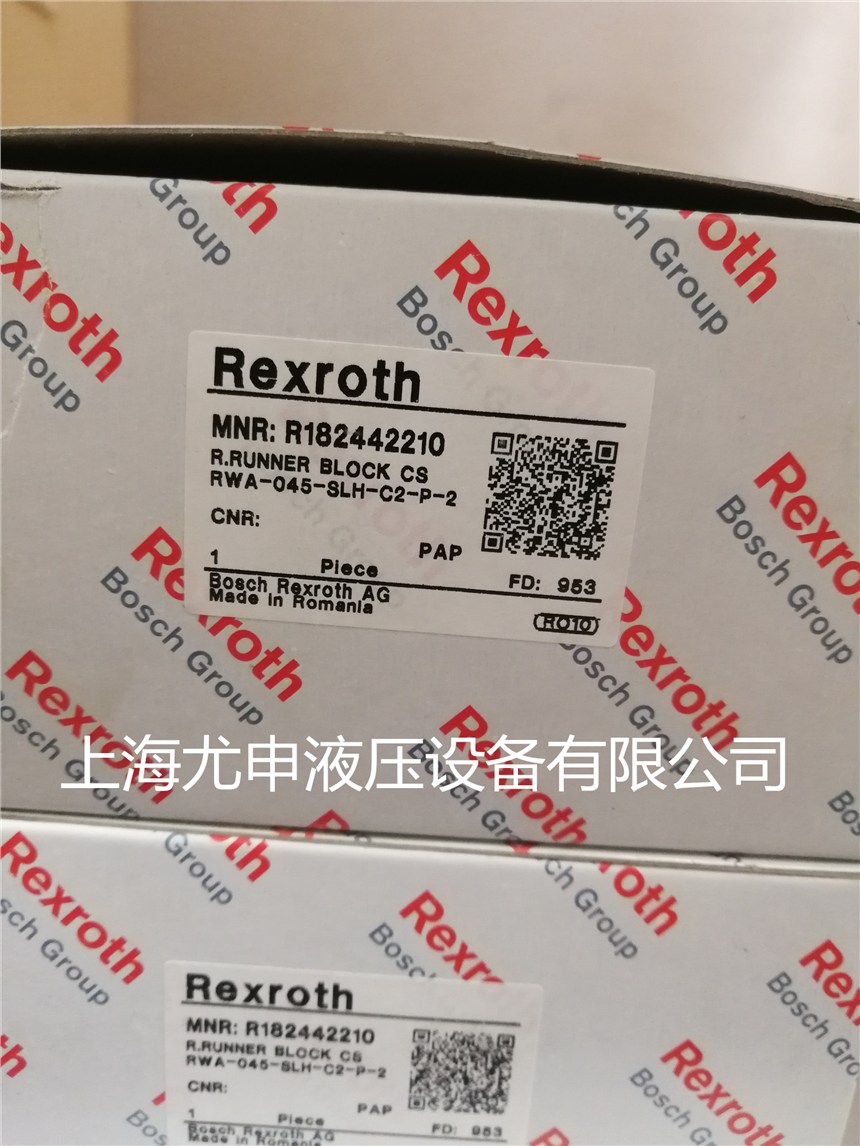 Rexroth
MNR: R182442210
R.RUNNER BLOCK CS
RWA-045-SLH-C2-P-2
CNR:
PAP
1 Piece
FD: 953
Bosch Rexroth AG
Made in Romania
RO10
上海尤申液压设备有限公司
Rexroth
MNR: R182442210
R.RUNNER BLOCK CS
RWA-045-SLH-C2-P-2
CNR:
PAP
1 Piece
FD: 953
Bosch Rexroth AG
Made in Romania
Rexroth
Bosch Group